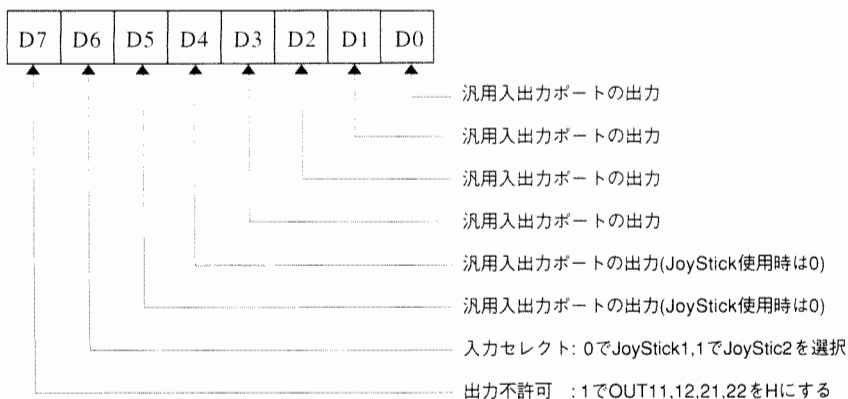 D7 D6 D5 D4 D3 D2 D1 D0
汎用入出力ポートの出力
汎用入出力ポートの出力
汎用入出力ポートの出力
汎用入出力ポートの出力
汎用入出力ポートの出力(JoyStick使用時は0)
汎用入出力ポートの出力(JoyStick使用時は0)
入力セレクト: 0でJoyStick1,1でJoyStic2を選択
出力不許可 : 1でOUT11,12,21,22をHにする